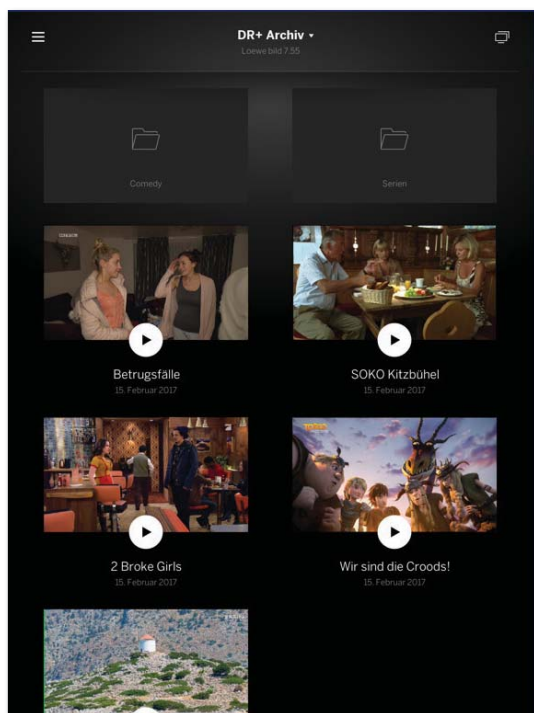 DR+ Archiv
Loewe bild 7.55
Comedy
Serien
Betrugsfälle
15. Februar 2017
SOKO Kitzbühel
15. Februar 2017
2 Broke Girls
15. Februar 2017
Wir sind die Croods!
15. Februar 2017